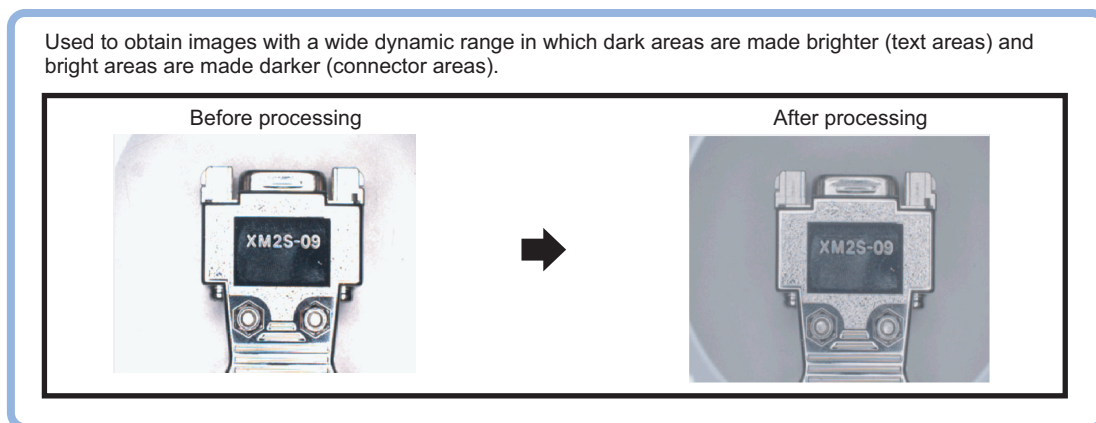 Used to obtain images with a wide dynamic range in which dark areas are made brighter (text areas) and
bright areas are made darker (connector areas).
Before processing
After processing
XM2S-09
XM2S-09